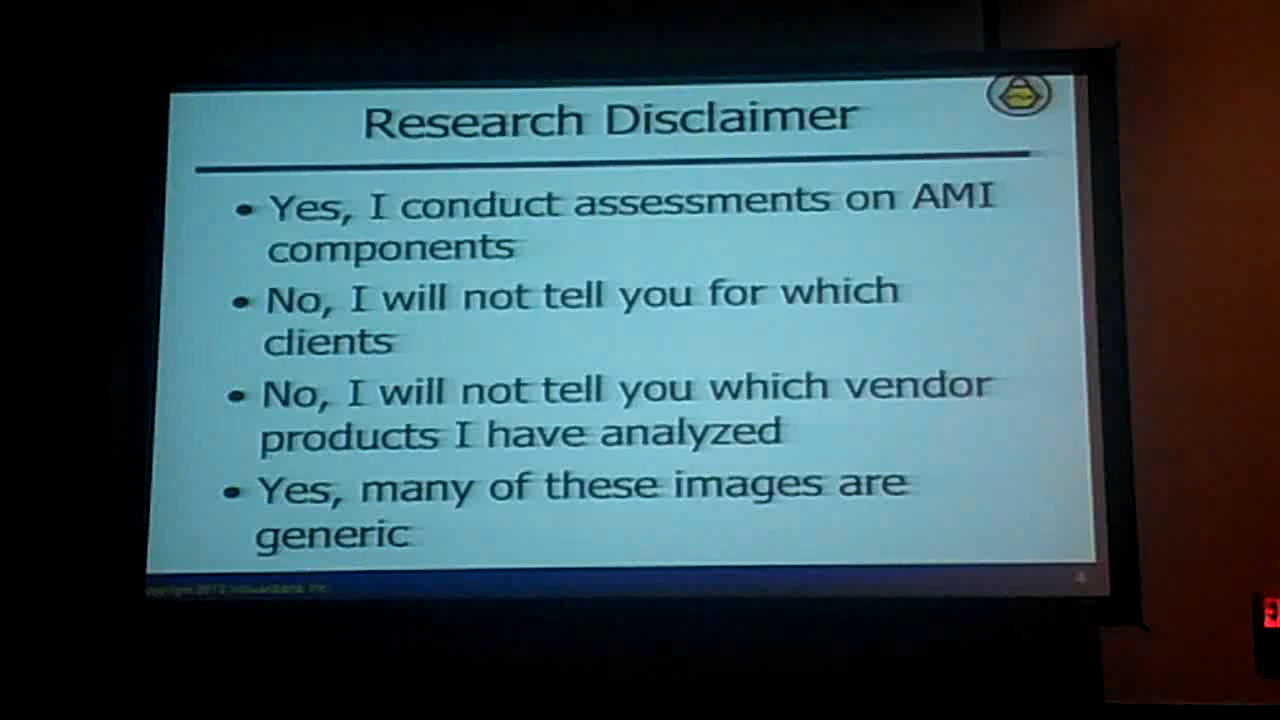 Research Disclaimer
• Yes, I conduct assessments on AMI
components
• No, I will not tell you for which
clients
• No, I will not tell you which vendor
products I have analyzed
• Yes, many of these images are
generic
4